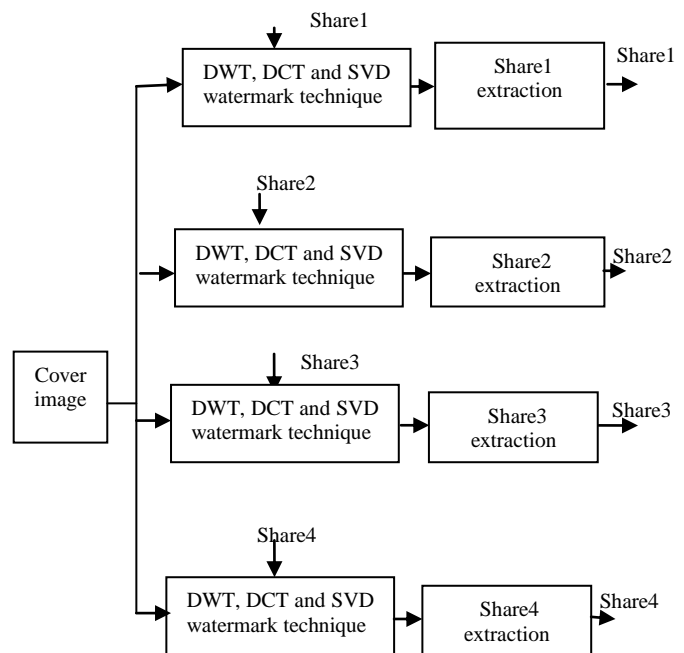 Share1
DWT, DCT and SVD
watermark technique
Share1
extraction
Share1
Share2
DWT, DCT and SVD
watermark technique
Share2
extraction
Share2
Cover
image
Share3
DWT, DCT and SVD
watermark technique
Share3
extraction
Share3
Share4
DWT, DCT and SVD
watermark technique
Share4
extraction
Share4